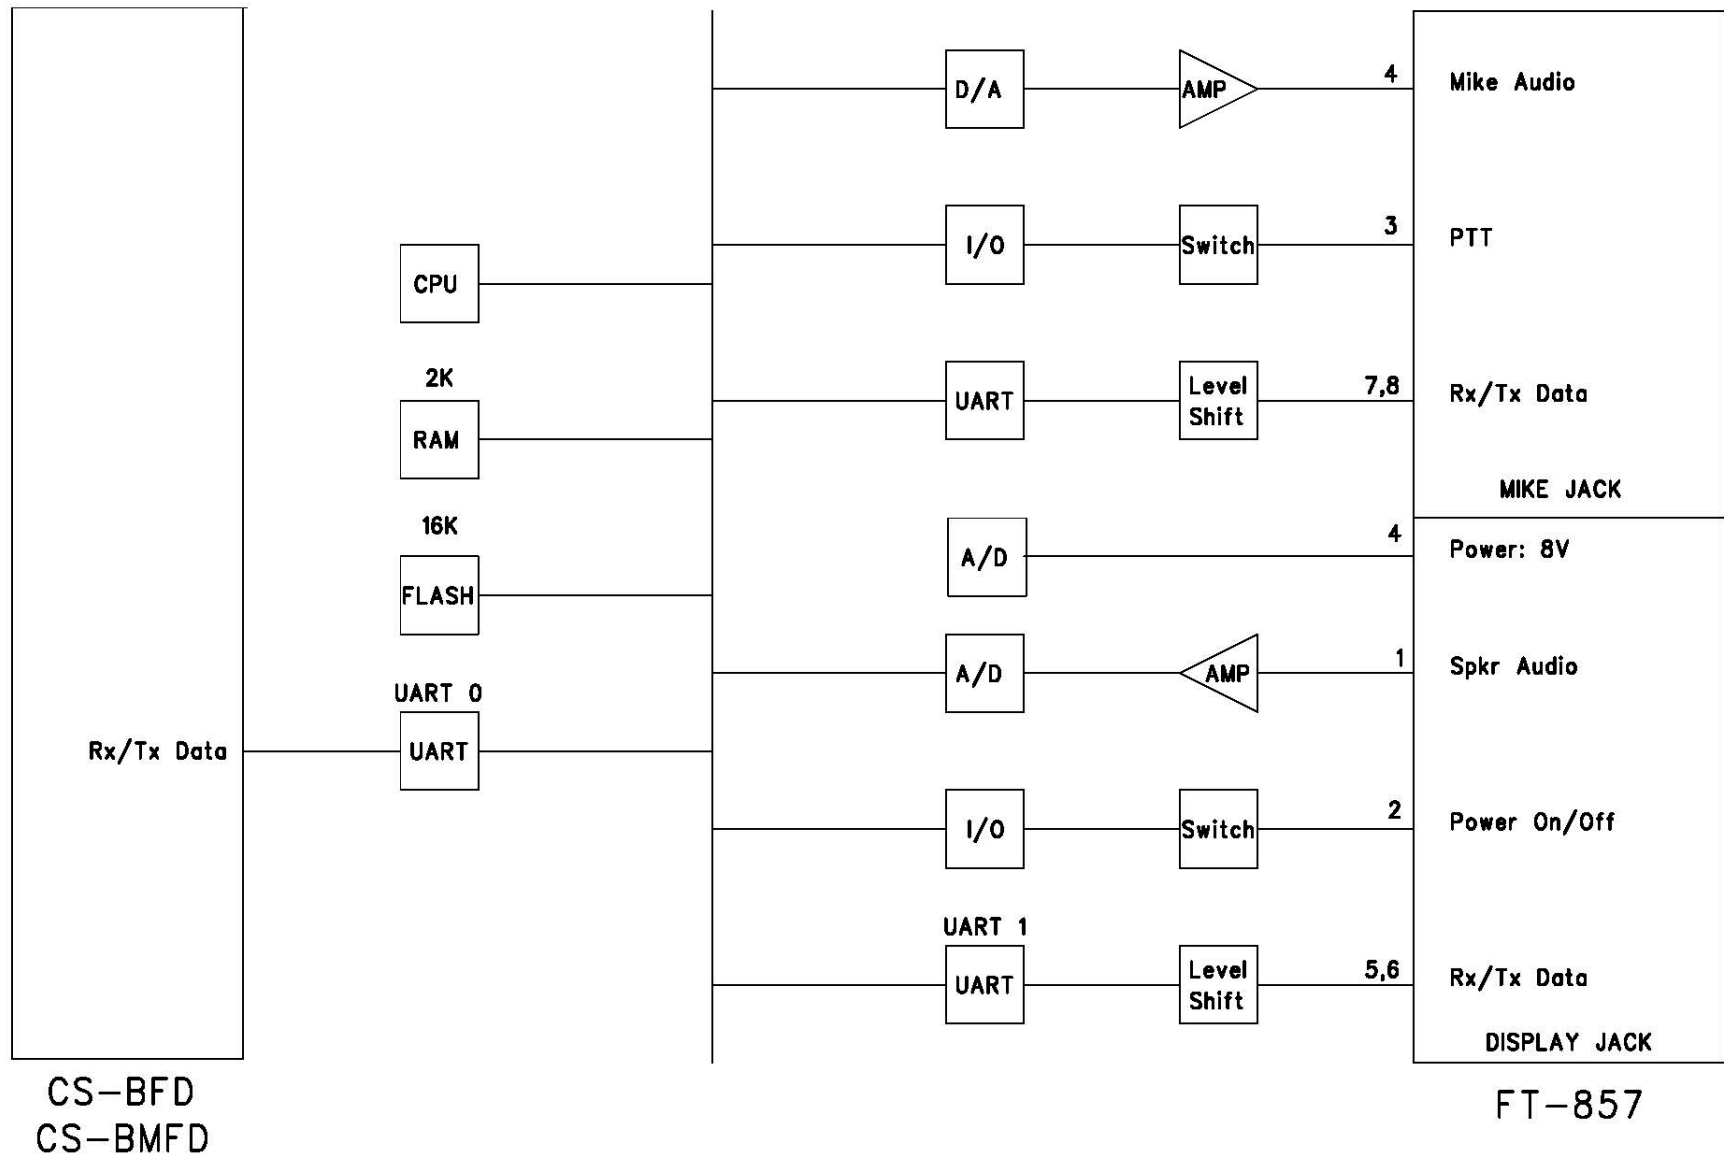 D/A
AMP
4
Mike Audio
I/O
Switch
3
PTT
CPU
2K
RAM
UART
Level
Shift
7,8
Rx/Tx Data
MIKE JACK
16K
FLASH
A/D
4
Power: 8V
A/D
AMP
1
Spkr Audio
UART 0
Rx/Tx Data
UART
I/O
Switch
2
Power On/Off
UART 1
UART
Level
Shift
5,6
Rx/Tx Data
DISPLAY JACK
CS-BFD
CS-BMFD
FT-857